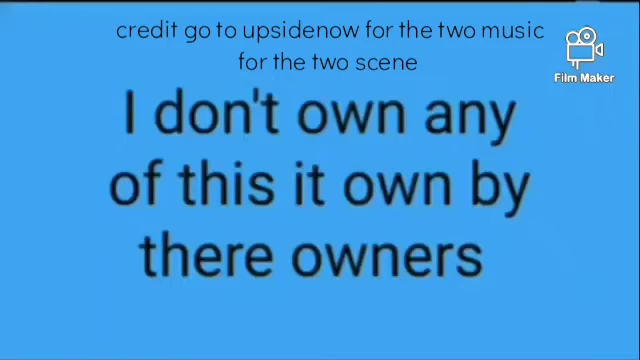 credit go to upsidenow for the two music
for the two scene
Film Maker
I don't own any
of this it own by
there owners